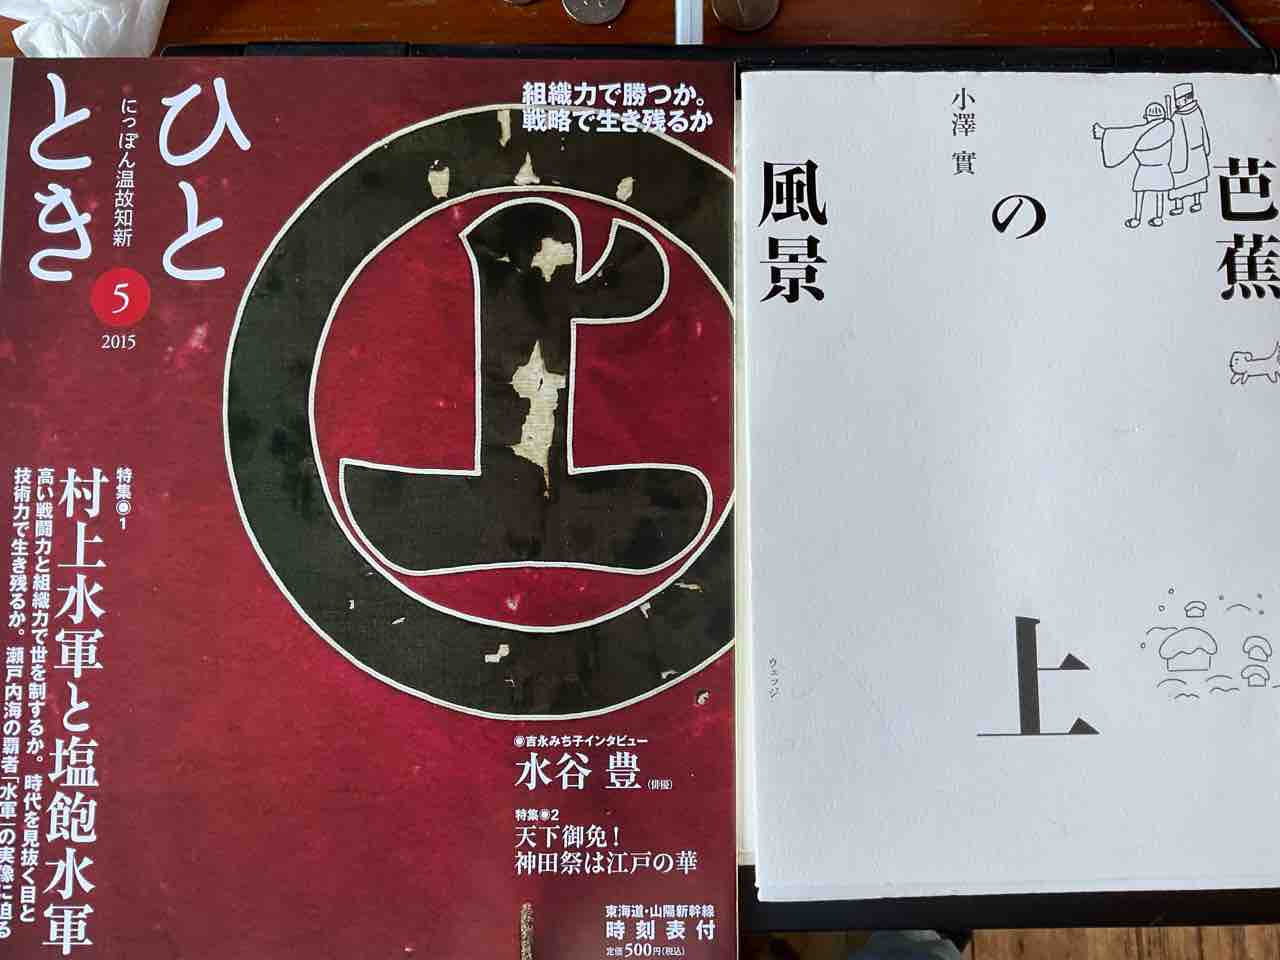 ひと
とき
にっぽん温故知新
5
2015
組織力で勝つか。
戦略で生き残るか
上
特集◉1
村上水軍と塩飽水軍
高い戦闘力と組織力で世を制するか。時代を見抜く目と
技術力で生き残るか。瀬戸内海の覇者「水軍」の実像に迫る
◉吉永みち子インタビュー
水谷 豊(俳優)
特集◉2
天下御免!
神田祭は江戸の華
東海道・山陽新幹線
時刻表付
定価500円(税込)
芭蕉
の
風景
小澤 實
上
ウェッジ